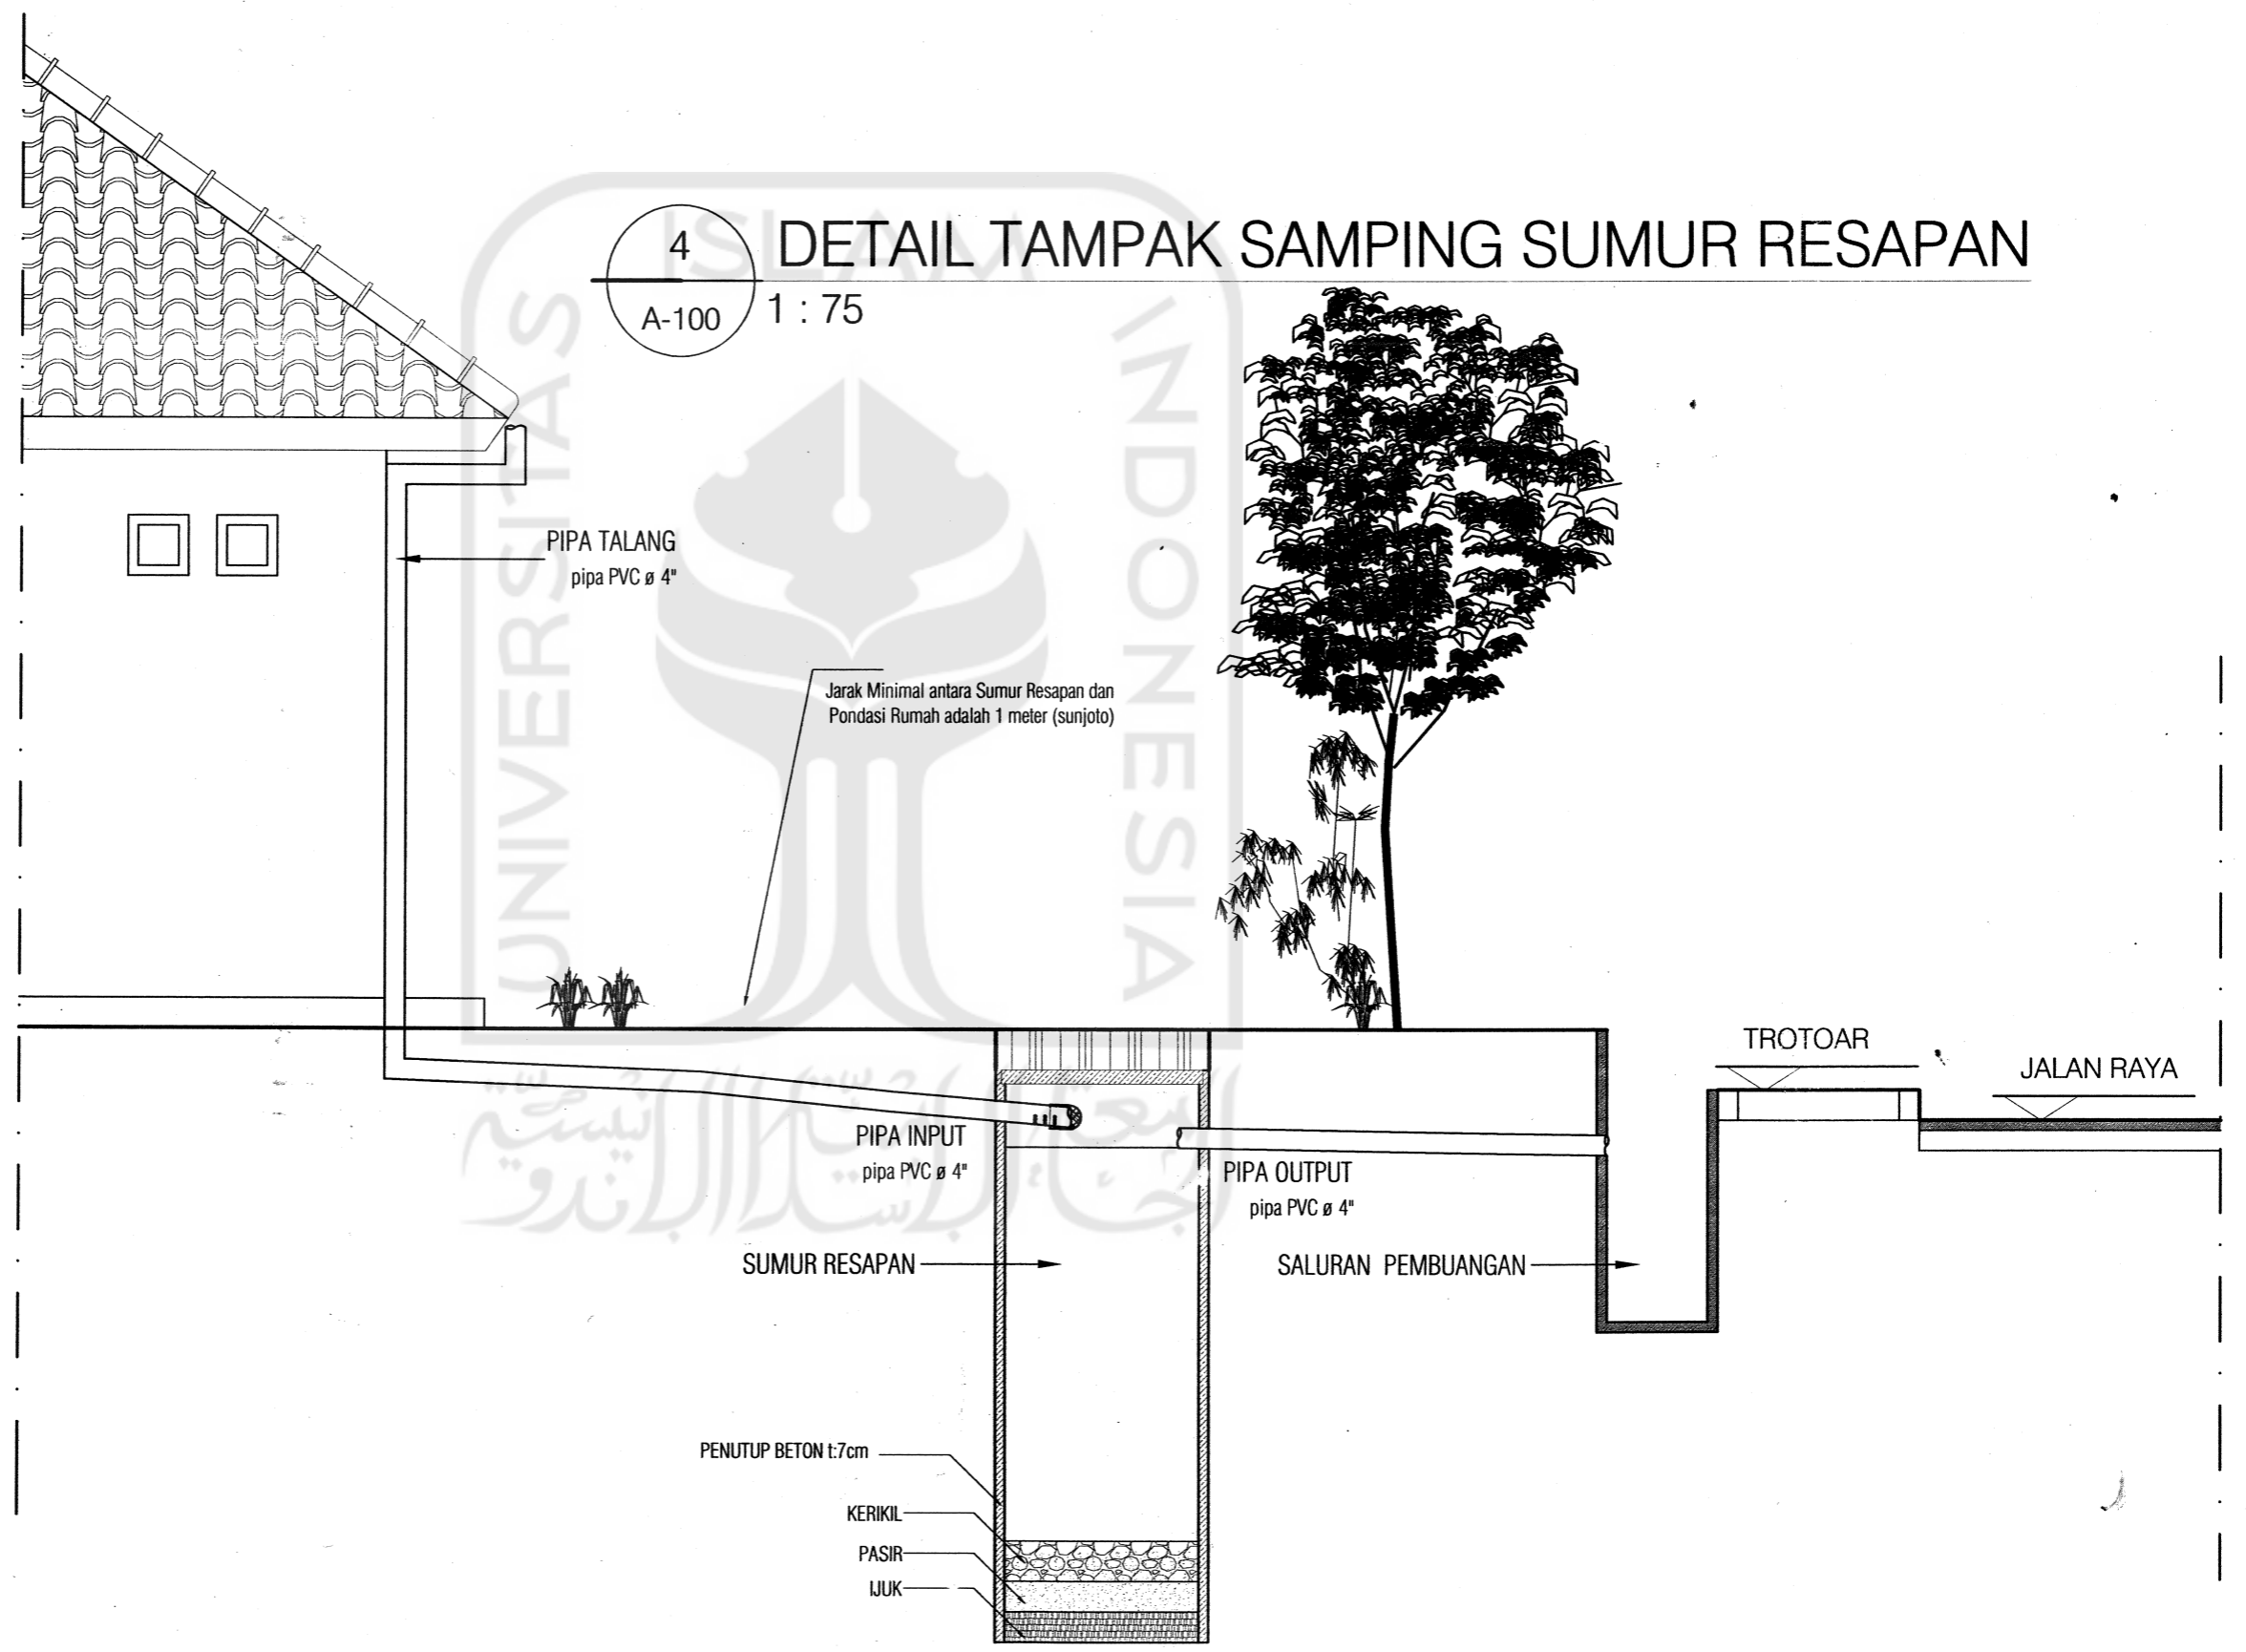 4
DETAIL TAMPAK SAMPING SUMUR RESAPAN
A-100
1 : 75
UNIVERSITAS
ISLAM
INDONESIA
PIPA TALANG
pipa PVC ø 4"
Jarak Minimal antara Sumur Resapan dan
Pondasi Rumah adalah 1 meter (sunjoto)
TROTOAR
JALAN RAYA
PIPA INPUT
pipa PVC ø 4"
PIPA OUTPUT
pipa PVC ø 4"
SUMUR RESAPAN
SALURAN PEMBUANGAN
PENUTUP BETON t:7cm
KERIKIL
PASIR
IJUK